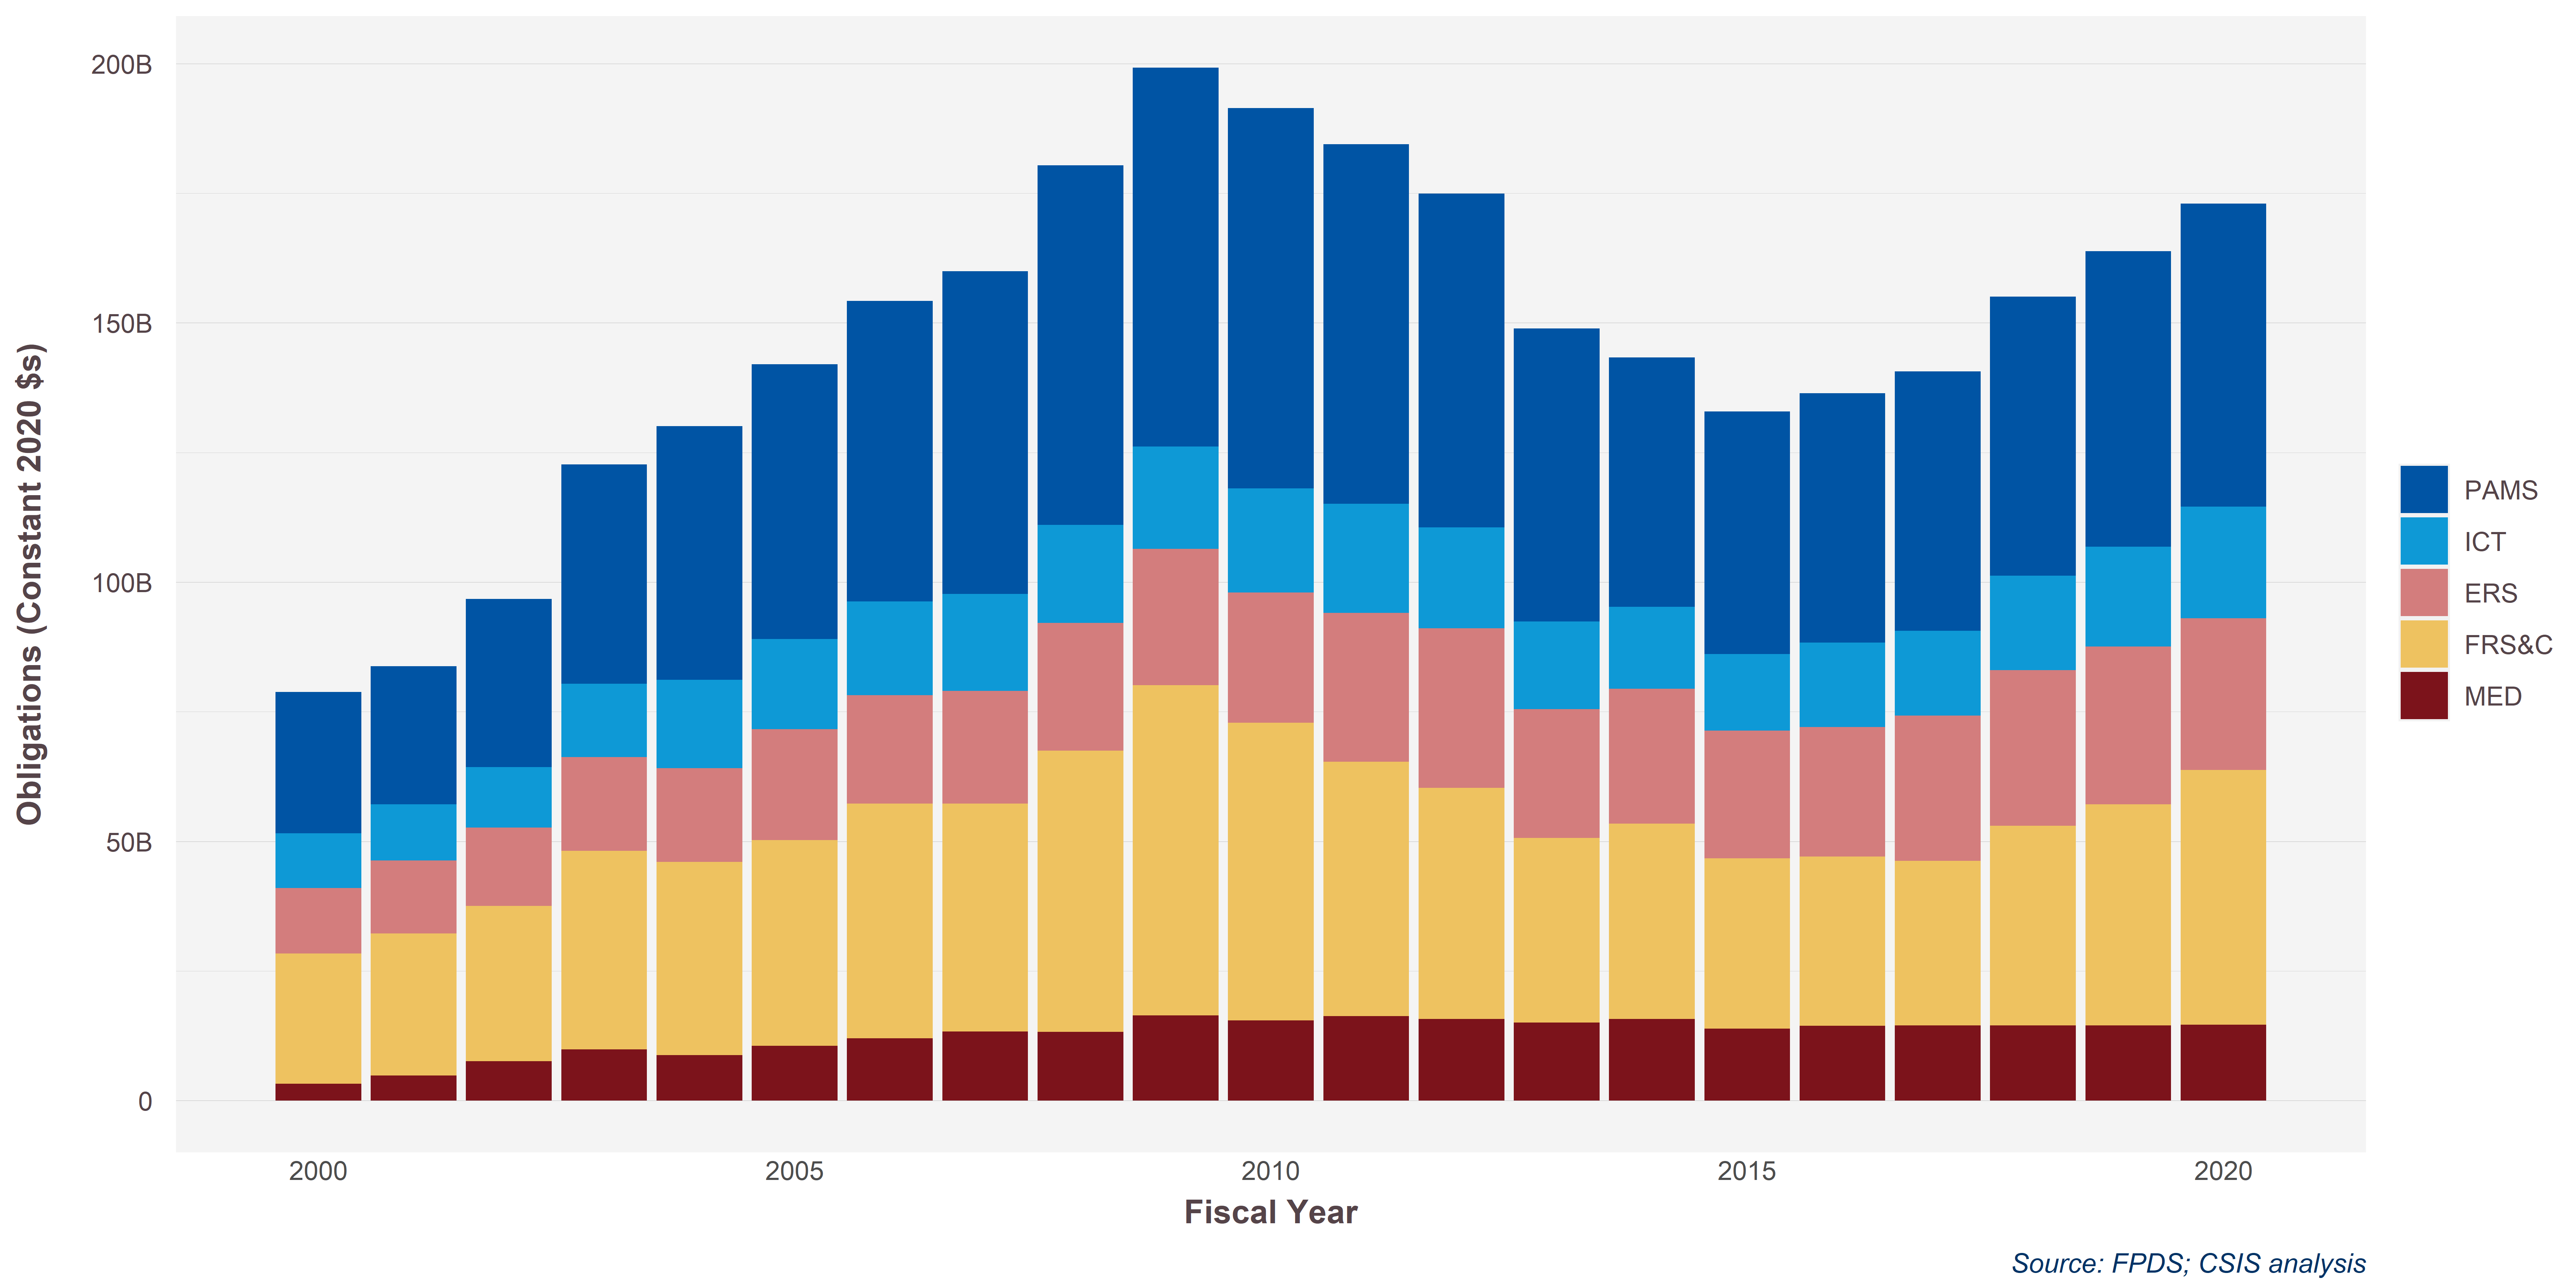 Obligations (Constant 2020 $s)
200B
150B
100B
50B
0
2000 2005 2010 2015 2020
Fiscal Year
PAMS
ICT
ERS
FRS&C
MED
Source: FPDS; CSIS analysis